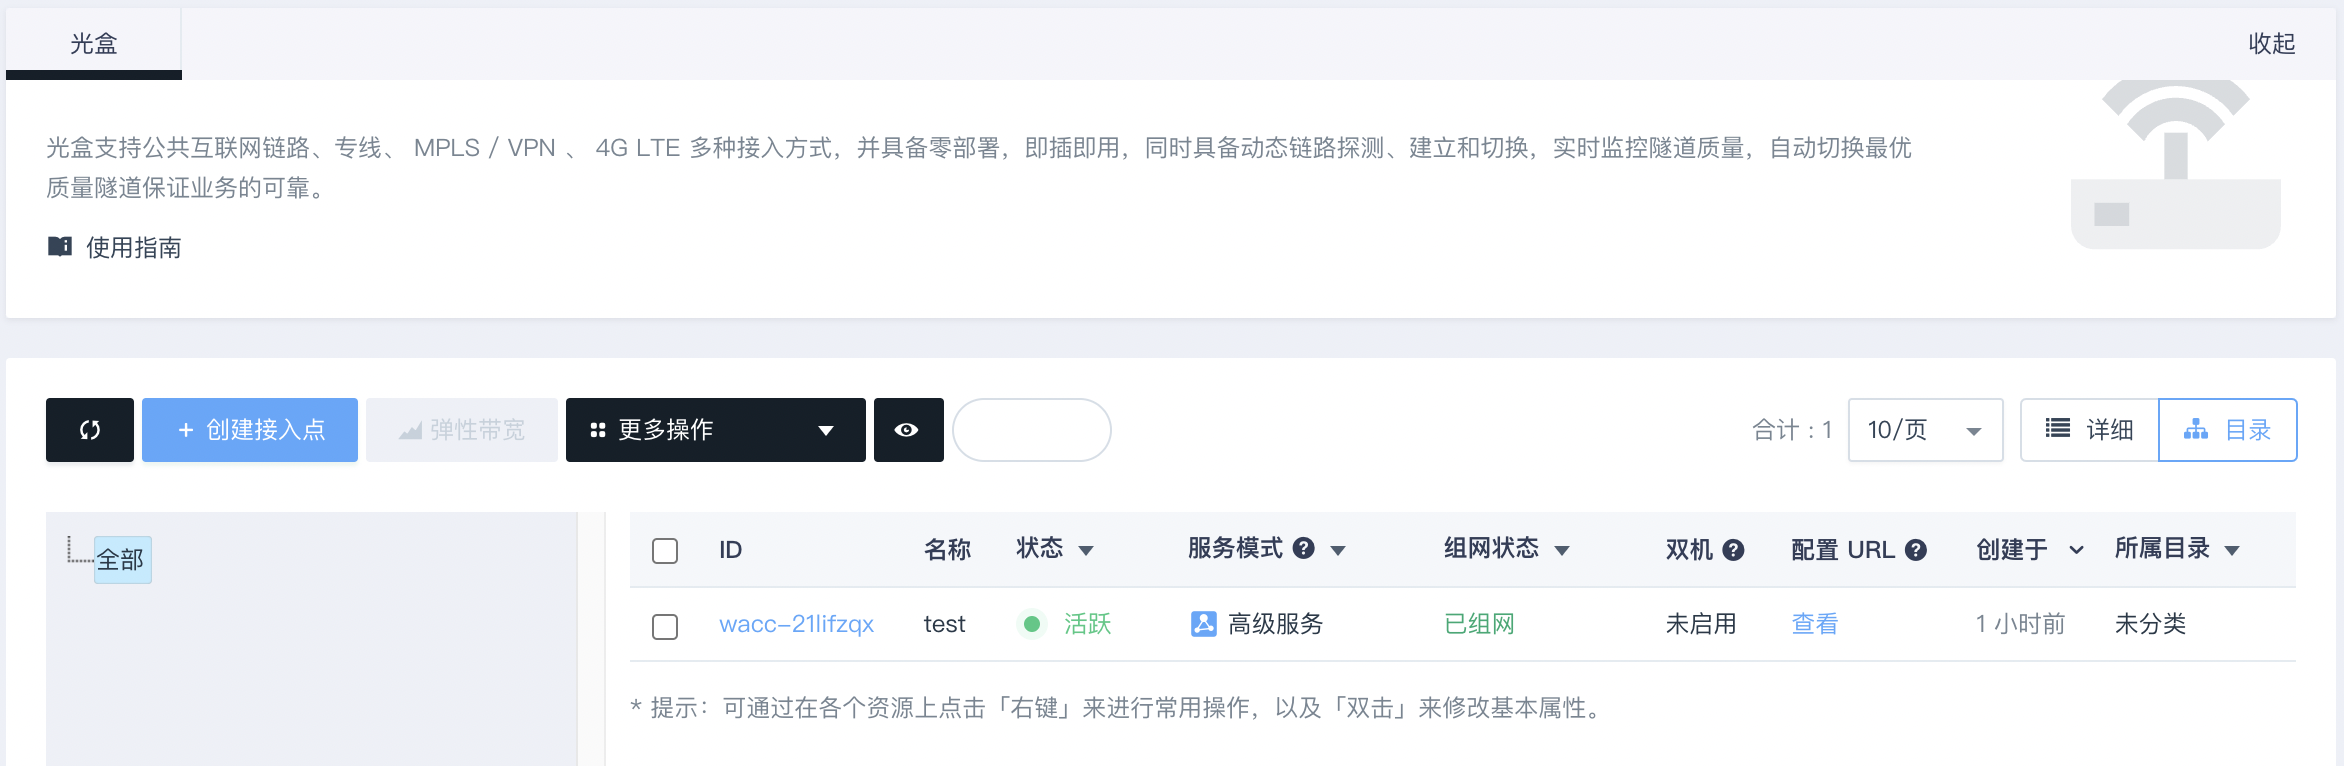 光盒
收起
光盒支持公共互联网链路、专线、 MPLS / VPN 、 4G LTE 多种接入方式，并具备零部署，即插即用，同时具备动态链路探测、建立和切换，实时监控隧道质量，自动切换最优
质量隧道保证业务的可靠。
使用指南
+ 创建接入点 弹性带宽 更多操作 合计 : 1 10/页 详细 目录
全部
ID 名称 状态 服务模式 组网状态 双机 配置 URL 创建于 所属目录
wacc-21lifzqx test 活跃 高级服务 已组网 未启用 查看 1 小时前 未分类
* 提示：可通过在各个资源上点击「右键」来进行常用操作，以及「双击」来修改基本属性。